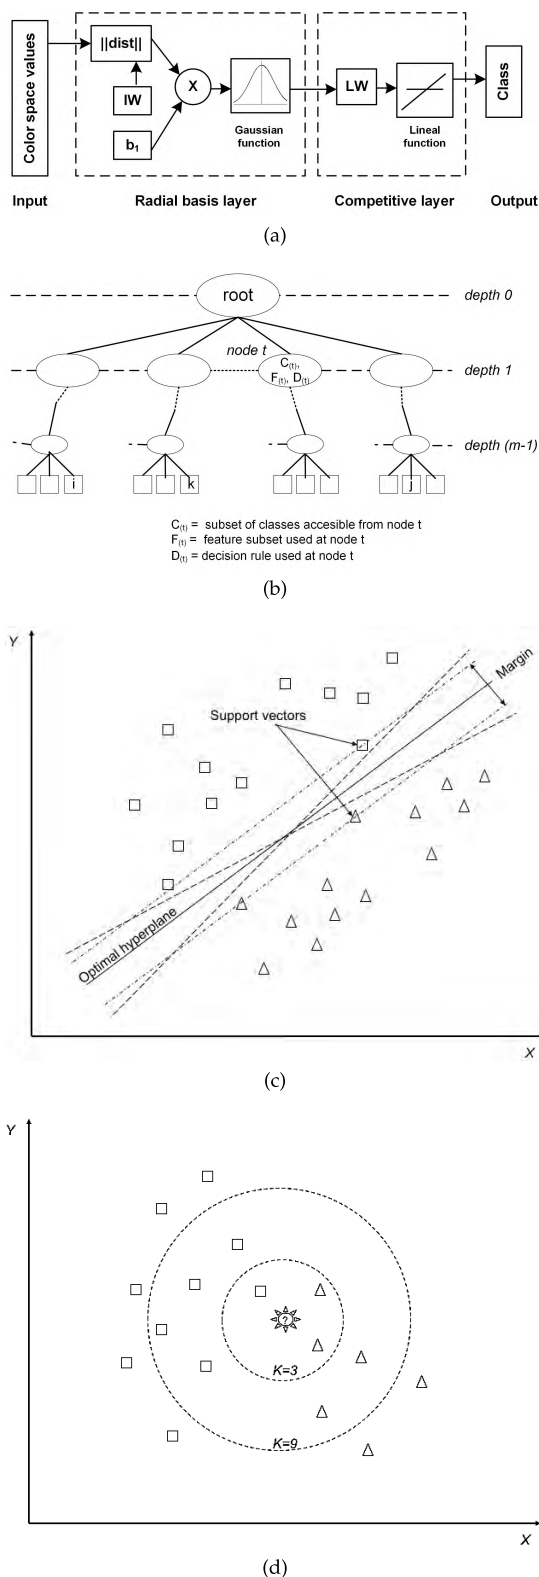 Color space values
||dist||
IW
b1
X
Gaussian
function
LW
Lineal
function
Class
Input
Radial basis layer
Competitive layer
Output
(a)
root
depth 0
node t
C(t),
F(t), D(t)
depth 1
depth (m-1)
i
k
j
C(t) = subset of classes accesible from node t
F(t) = feature subset used at node t
D(t) = decision rule used at node t
(b)
Y
Margin
Support vectors
Optimal hyperplane
X
(c)
Y
?
K=3
K=9
X
(d)